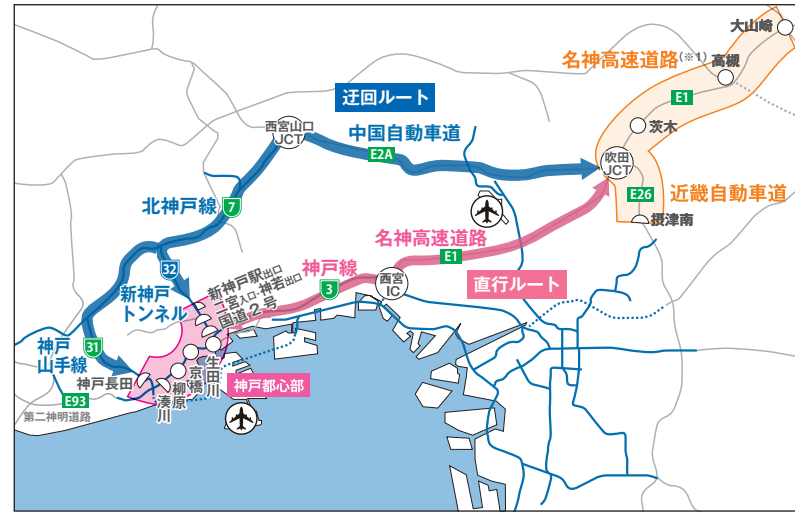 大山崎
名神高速道路(※1)
高槻
E1
迂回ルート
西宮山口
JCT
中国自動車道
E2A
茨木
吹田
JCT
E26
近畿自動車道
摂津南
北神戸線
7
名神高速道路
E1
32
新神戸
トンネル
新神戸駅出口
二宮入口・神若出口
国道2号
神戸線
3
西宮
IC
直行ルート
31
神戸
山手線
神戸長田
湊川
柳原
京橋
生田川
神戸都心部
E93
第二神明道路